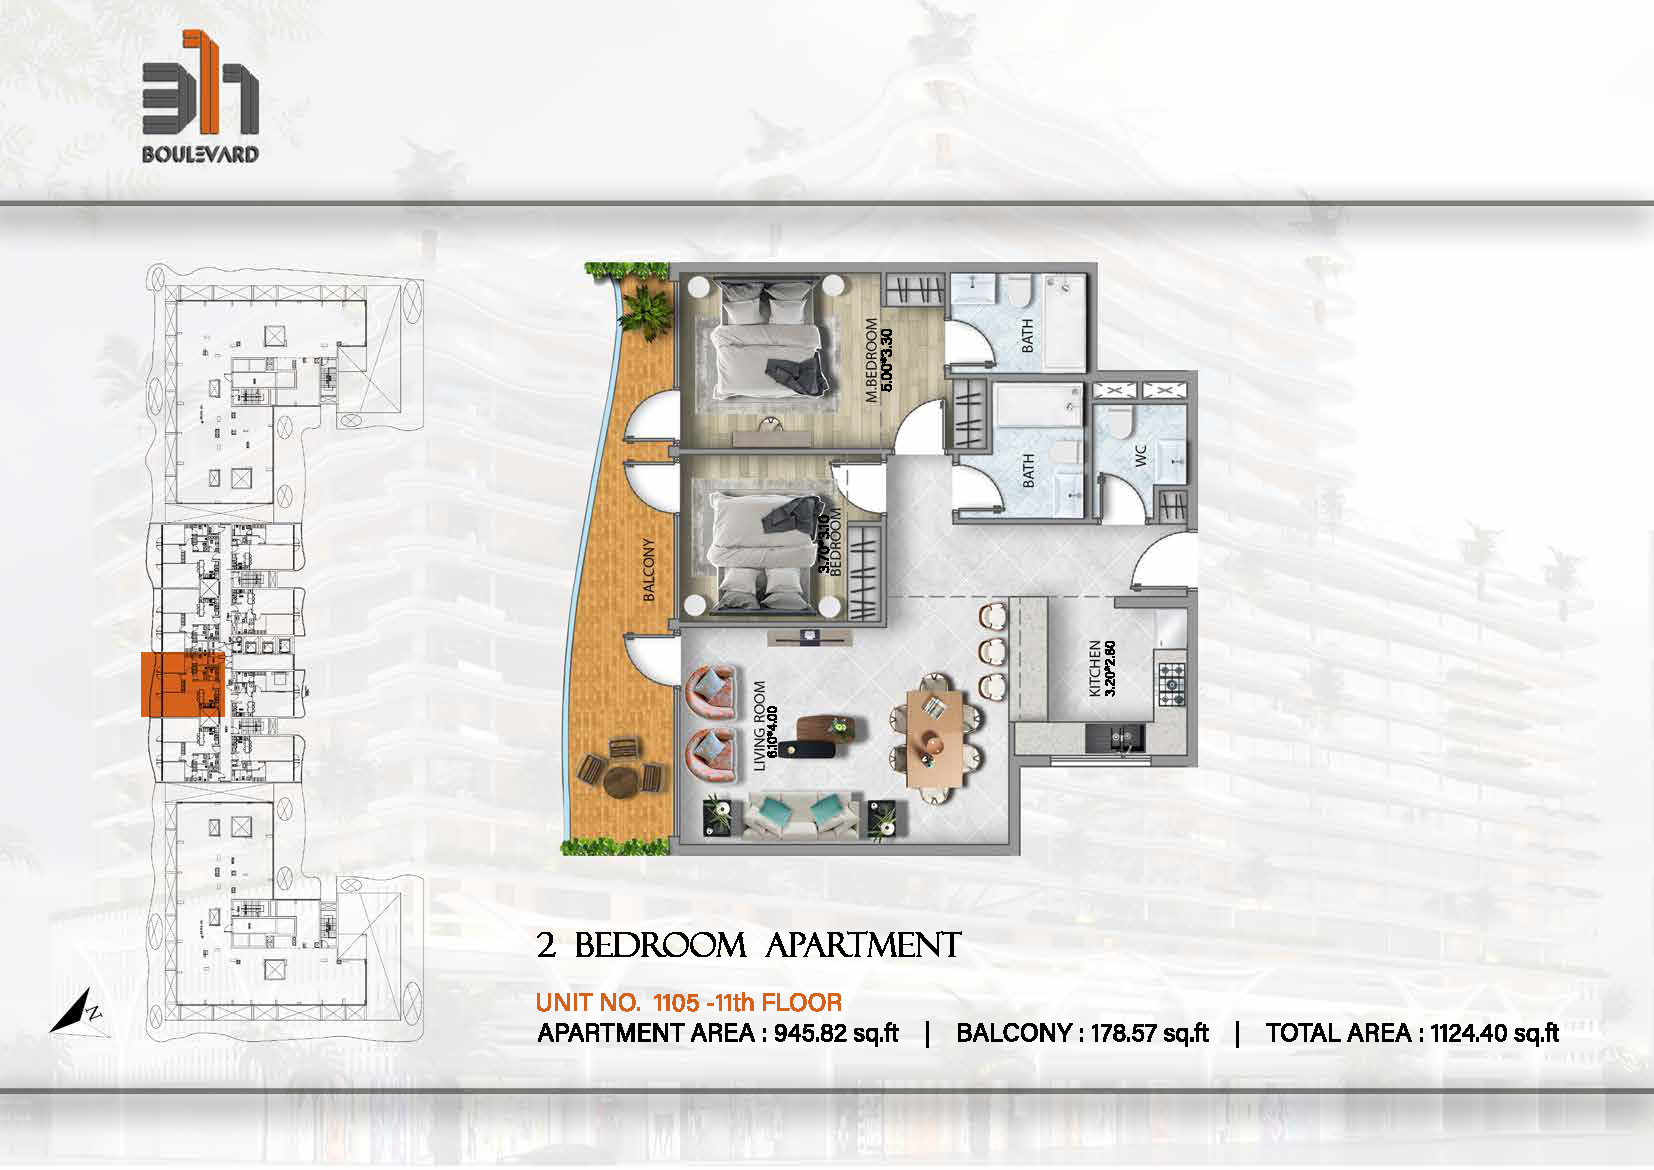 311
BOULEVARD
M.BEDROOM
5.00*3.30
BATH
BATH
WC
3.70*3.10
BEDROOM
BALCONY
LIVING ROOM
6.10*4.00
KITCHEN
3.20*2.60
Z
2 BEDROOM APARTMENT
UNIT NO. 1105 -11th FLOOR
APARTMENT AREA : 945.82 sq.ft | BALCONY : 178.57 sq.ft | TOTAL AREA : 1124.40 sq.ft